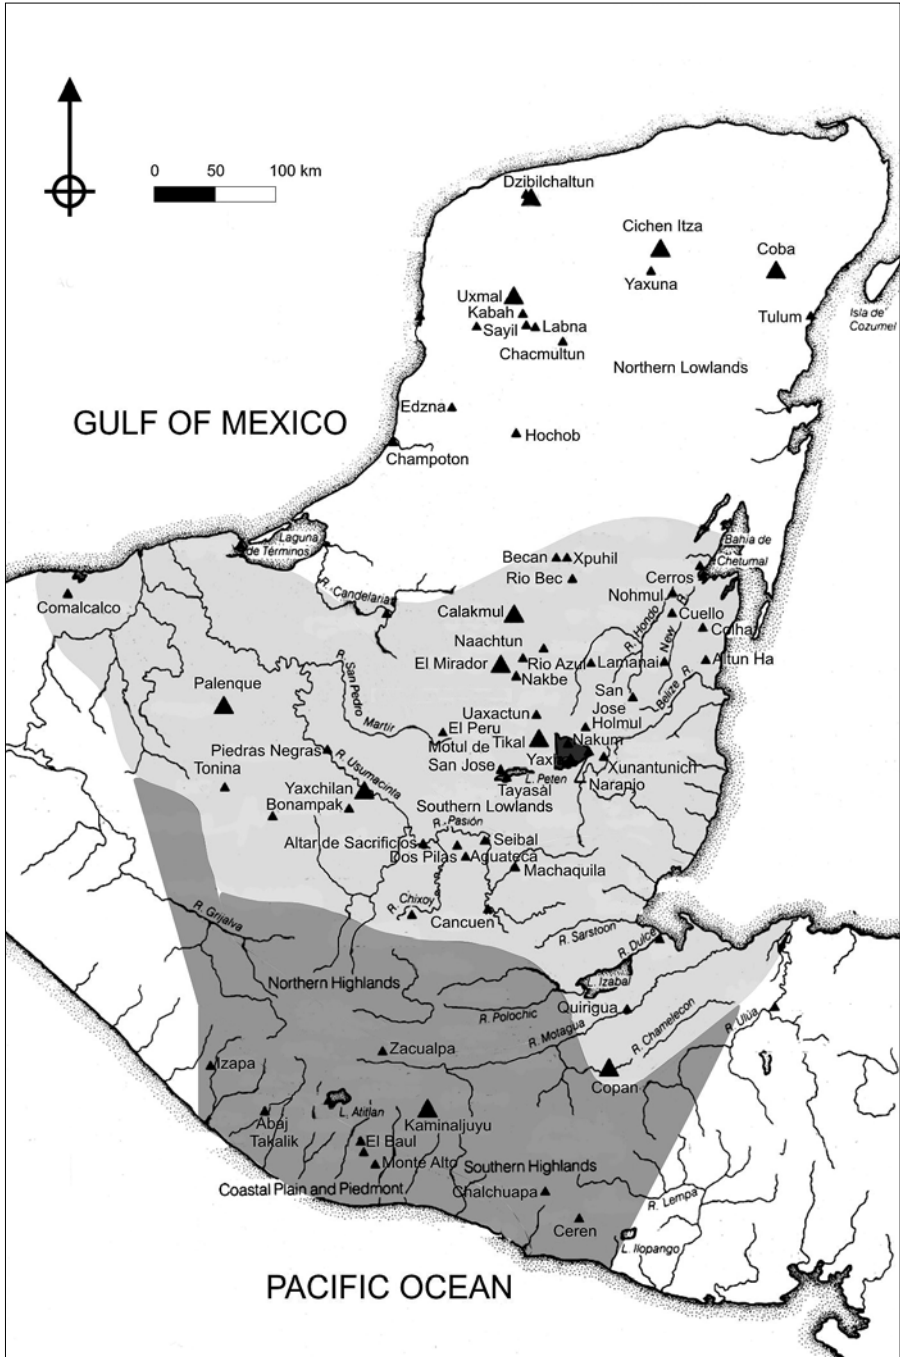 0 50 100 km
Dzibilchaltun
Cichen Itza
Coba
Yaxuna
Uxmal
Kabah
Sayil
Labna
Tulum
Isla de
Cozumel
Chacmultun
Northern Lowlands
Edzna
GULF OF MEXICO
Hochob
Champoton
Laguna
de Términos
Bahia de
Chetumal
Becan
Xpuhil
Rio Bec
Cerros
R. Candelaria
Nohmul
Comalcalco
Calakmul
Cuello
Colha
R. Hondo
New R.
Naachtun
El Mirador
Rio Azul
Lamanai
Altun Ha
Nakbe
R. San Pedro Martir
Palenque
San
Jose
Belize R.
Uaxactun
Holmul
El Peru
Motul de
San Jose
Tikal
Nakum
Piedras Negras
Yaxha
Xunantunich
Tonina
R. Usumacinta
L. Peten
Tayasal
Naranjo
Yaxchilan
Bonampak
Southern Lowlands
R. Pasión
Altar de Sacrificios
Seibal
Dos Pilas
Aguateca
Machaquila
R. Chixoy
Cancuen
R. Grijalva
R. Sarstoon
R. Dulce
Northern Highlands
L. Izabal
R. Polochic
Quirigua
R. Motagua
R. Chamelecon
R. Ulúa
Zacualpa
Izapa
Copan
L. Atitlan
Abaj
Takalik
Kaminaljuyu
El Baul
Monte Alto
Southern Highlands
Coastal Plain and Piedmont
Chalchuapa
R. Lempa
Ceren
L. Ilopango
PACIFIC OCEAN